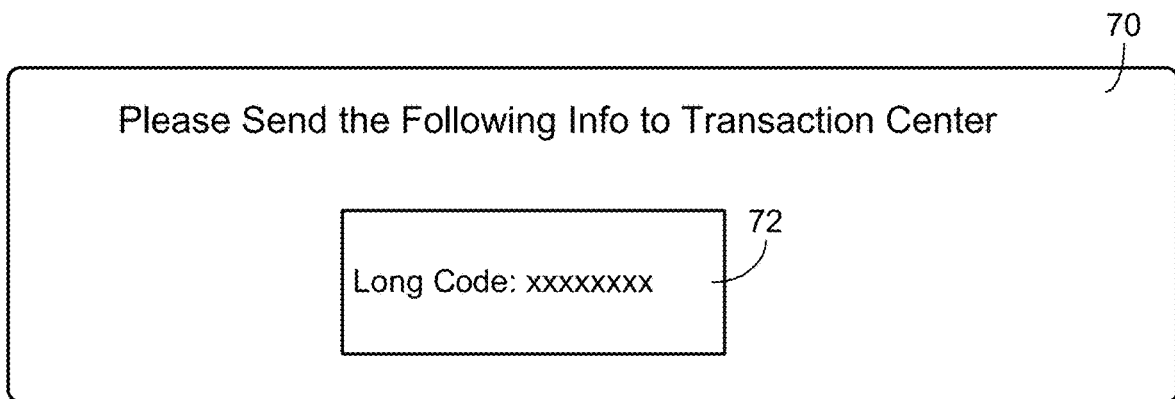 70
Please Send the Following Info to Transaction Center
72
Long Code: xxxxxxxx